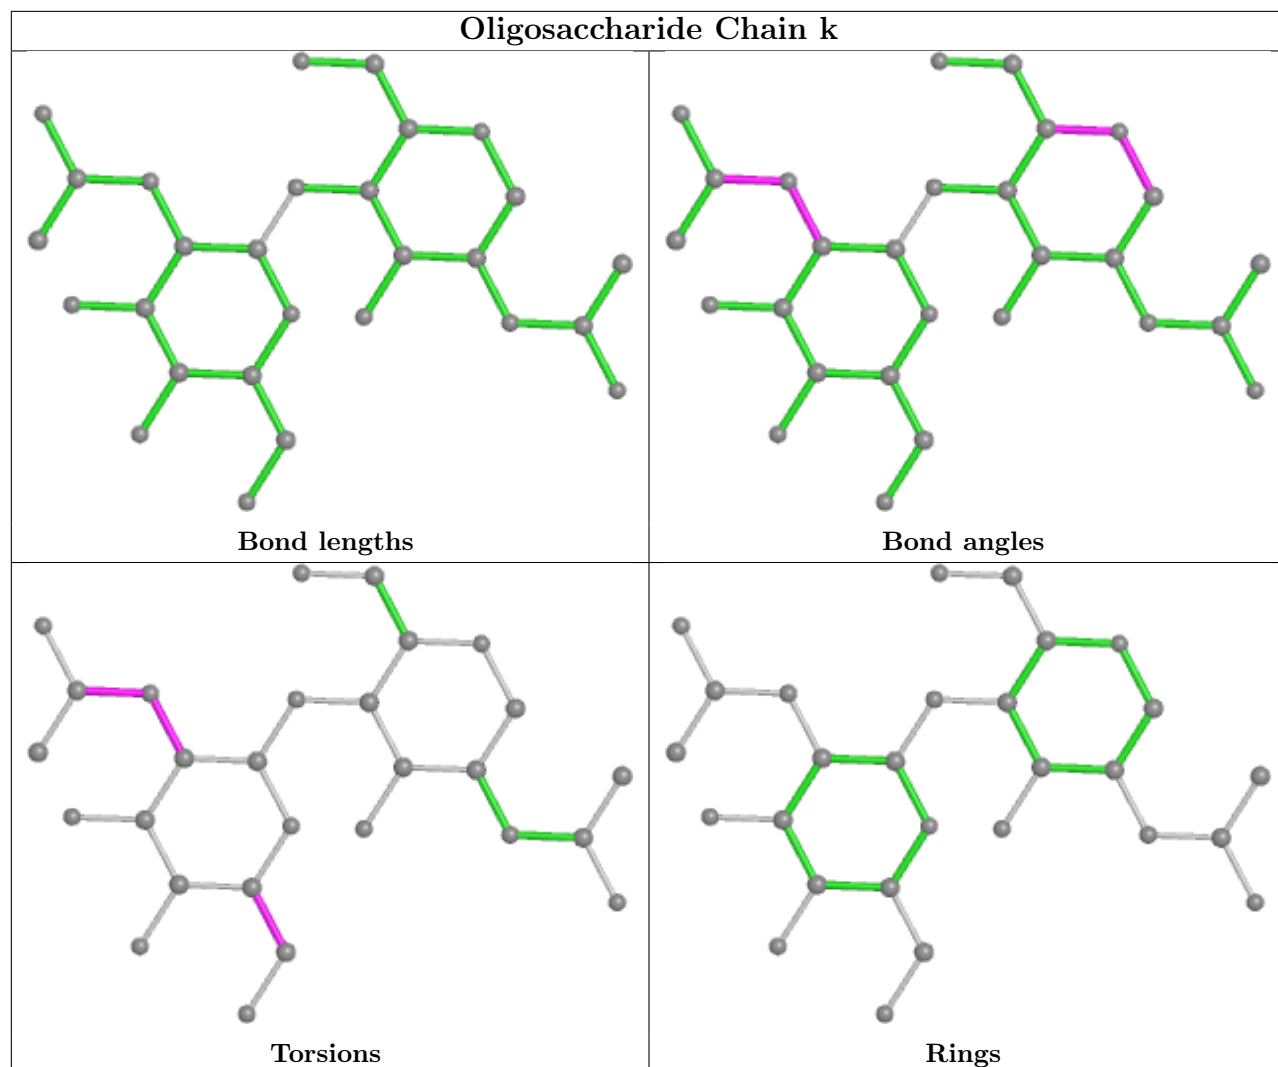 Oligosaccharide Chain k
Bond lengths
Bond angles
Torsions
Rings